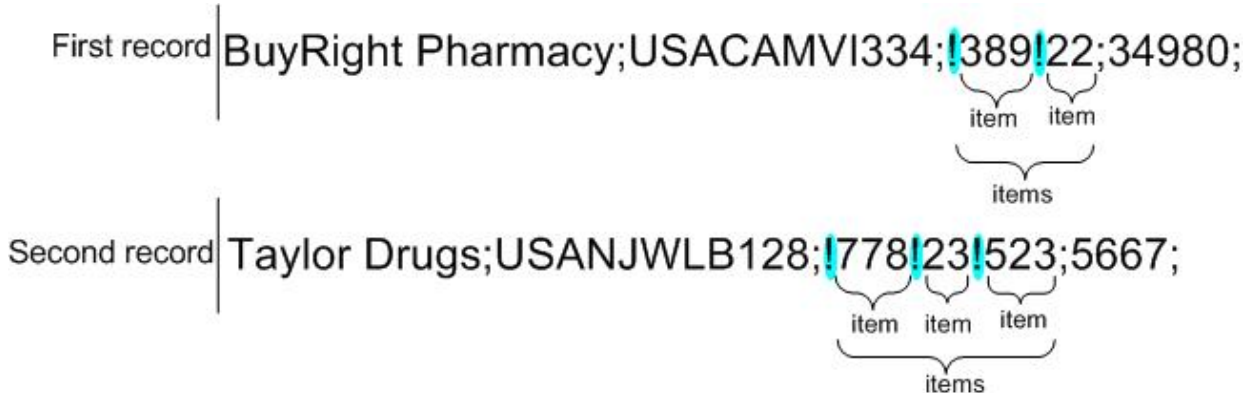 First record BuyRight Pharmacy;USACAMVI334;!389!22;34980;
item item
items
Second record Taylor Drugs;USANJWLB128;!778!23!523;5667;
item item item
items